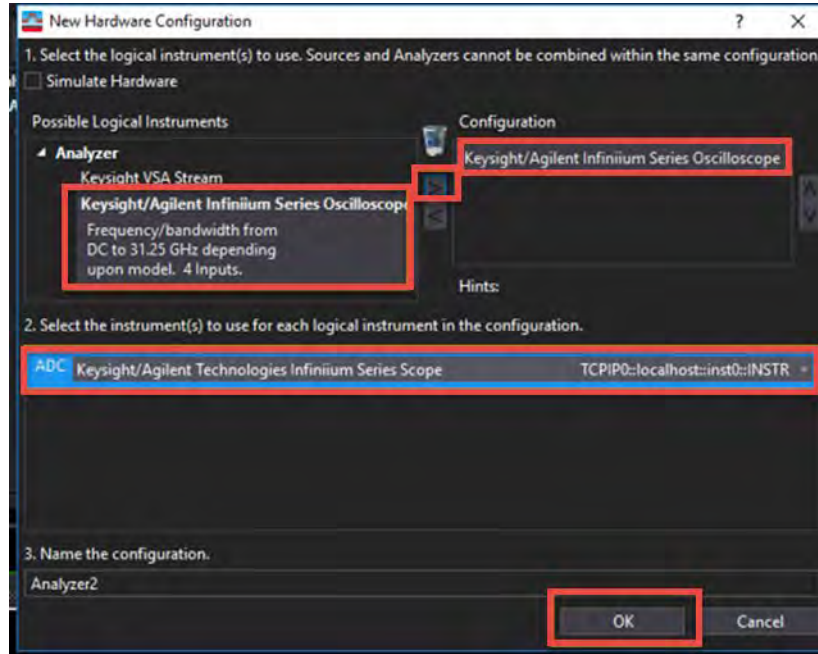 New Hardware Configuration
?
1. Select the logical instrument(s) to use. Sources and Analyzers cannot be combined within the same configuration
Simulate Hardware
Possible Logical Instruments
Configuration
Analyzer
Keysight VSA Stream
Keysight/Agilent Infiniium Series Oscilloscope
Frequency/bandwidth from
DC to 31.25 GHz depending
upon model. 4 Inputs.
>
<
Keysight/Agilent Infiniium Series Oscilloscope
Hints:
2. Select the instrument(s) to use for each logical instrument in the configuration.
ADC Keysight/Agilent Technologies Infiniium Series Scope TCPIP0::localhost::inst0::INSTR
3. Name the configuration.
Analyzer2
OK
Cancel